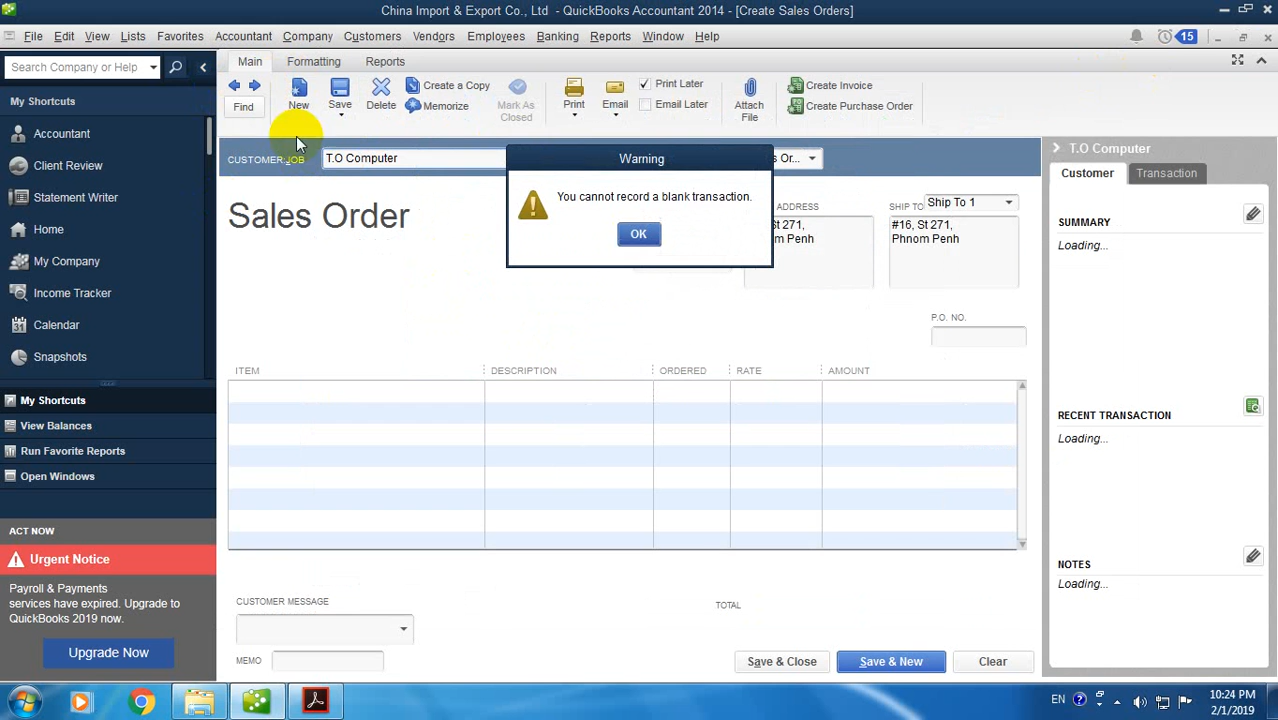 China Import & Export Co., Ltd - QuickBooks Accountant 2014 - [Create Sales Orders]
File Edit View Lists Favorites Accountant Company Customers Vendors Employees Banking Reports Window Help 15
Search Company or Help
My Shortcuts
Accountant
Client Review
Statement Writer
Home
My Company
Income Tracker
Calendar
31
Snapshots
My Shortcuts
View Balances
Run Favorite Reports
Open Windows
ACT NOW
Urgent Notice
Payroll & Payments
services have expired. Upgrade to
QuickBooks 2019 now.
Upgrade Now
Main Formatting Reports
Find
New
Save
Delete
Create a Copy
Memorize
Mark As
Closed
Print
Email
Print Later
Email Later
Attach
File
Create Invoice
Create Purchase Order
CUSTOMER:JOB T.O Computer
s Or...
Warning
You cannot record a blank transaction.
OK
Sales Order
ADDRESS
St 271,
m Penh
SHIP TO Ship To 1
#16, St 271,
Phnom Penh
P.O. NO.
ITEM DESCRIPTION ORDERED RATE AMOUNT
CUSTOMER MESSAGE
TOTAL
MEMO
Save & Close Save & New Clear
T.O Computer
Customer Transaction
SUMMARY
Loading...
RECENT TRANSACTION
Loading...
NOTES
Loading...
EN
10:24 PM
2/1/2019